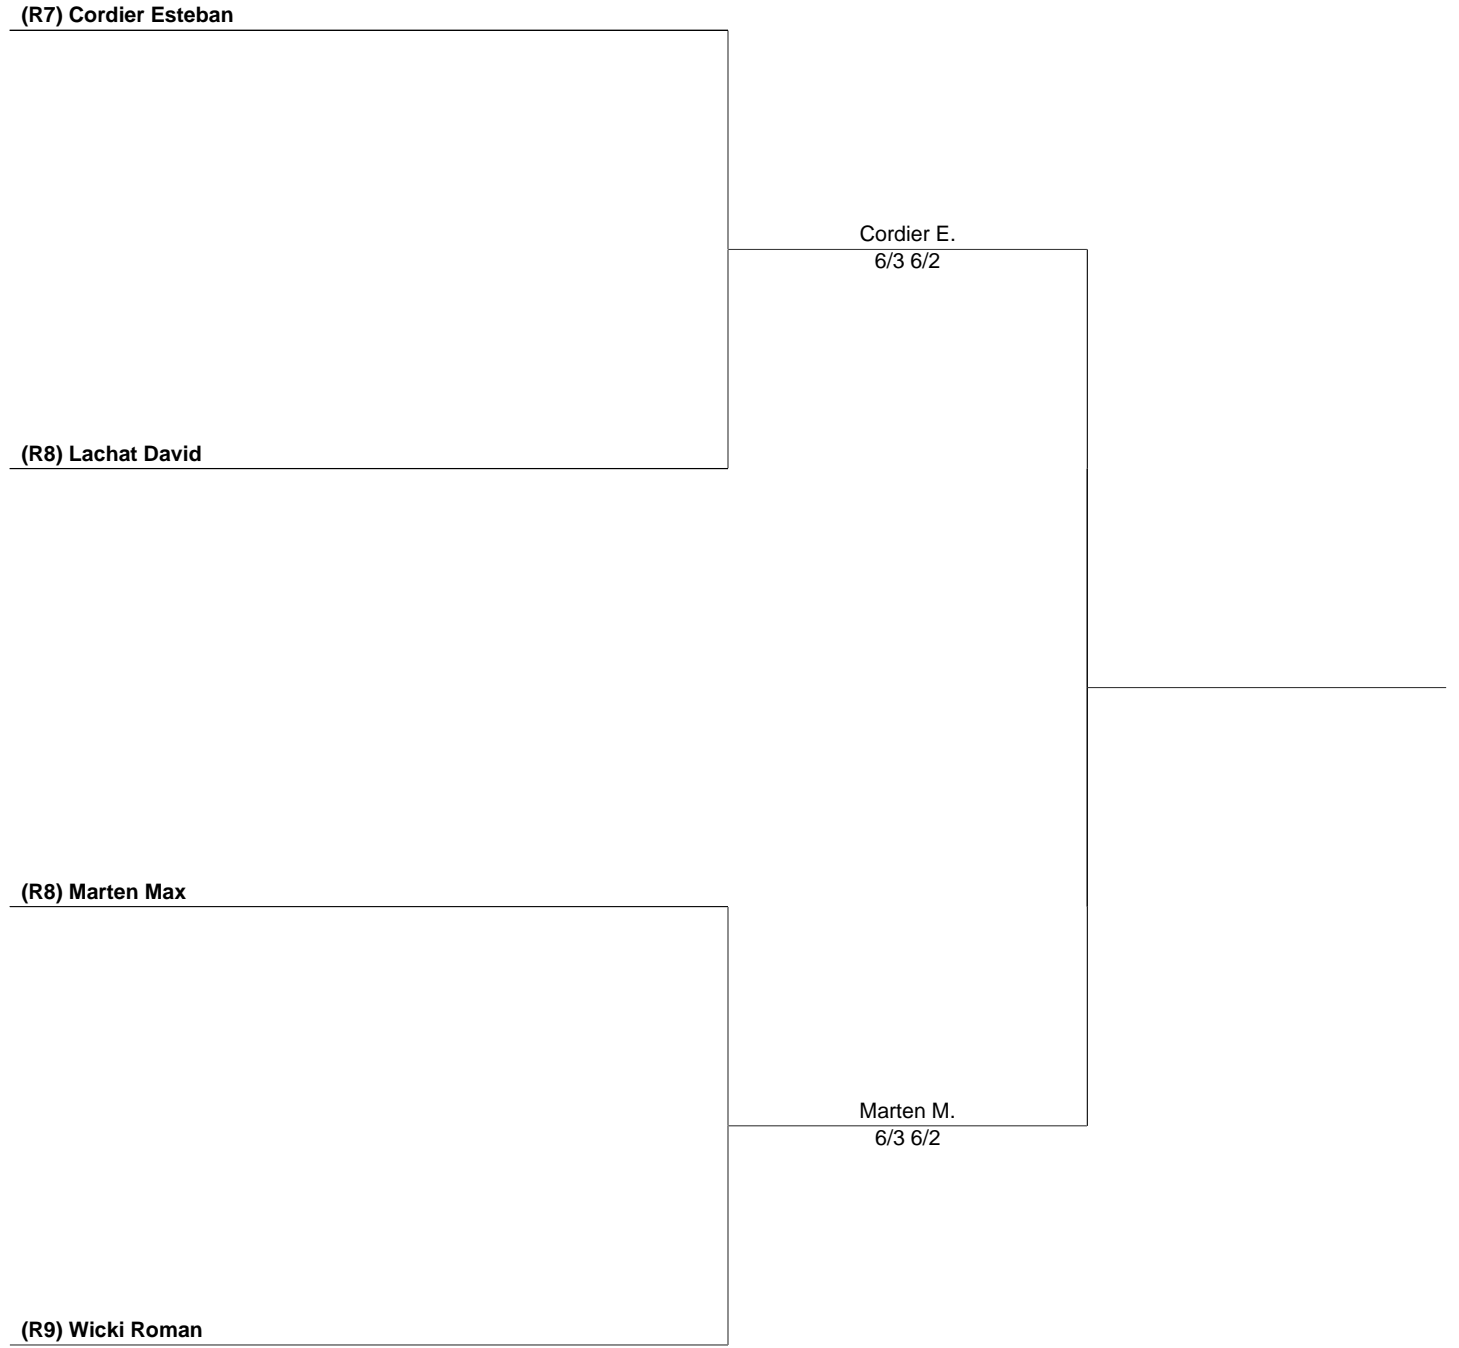 (R7) Cordier Esteban
Cordier E.
6/3 6/2
(R8) Lachat David
(R8) Marten Max
Marten M.
6/3 6/2
(R9) Wicki Roman